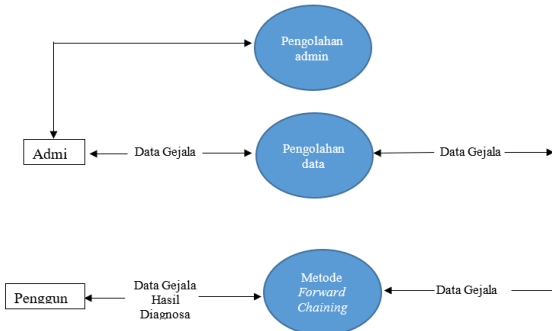 Pengolahan
admin
Admi
Data Gejala
Pengolahan
data
Data Gejala
Penggun
Data Gejala
Hasil
Diagnosa
Metode
Forward
Chaining
Data Gejala